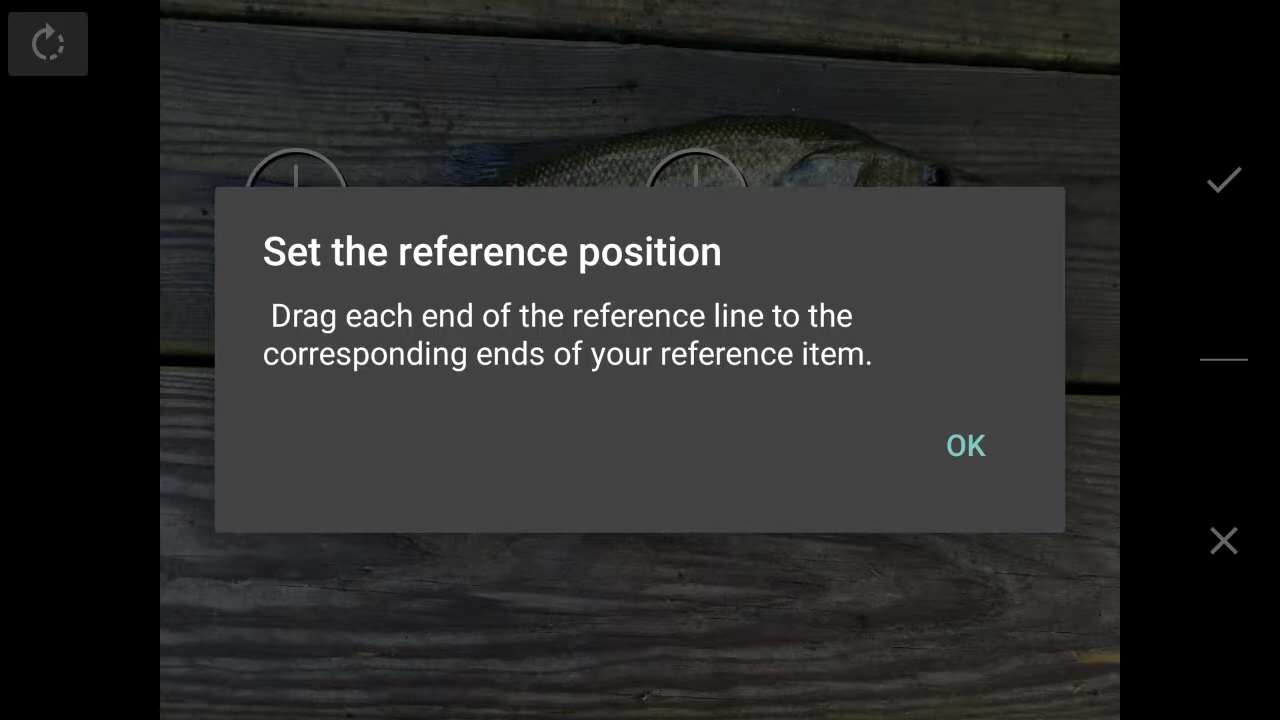 Set the reference position
Drag each end of the reference line to the
corresponding ends of your reference item.
OK